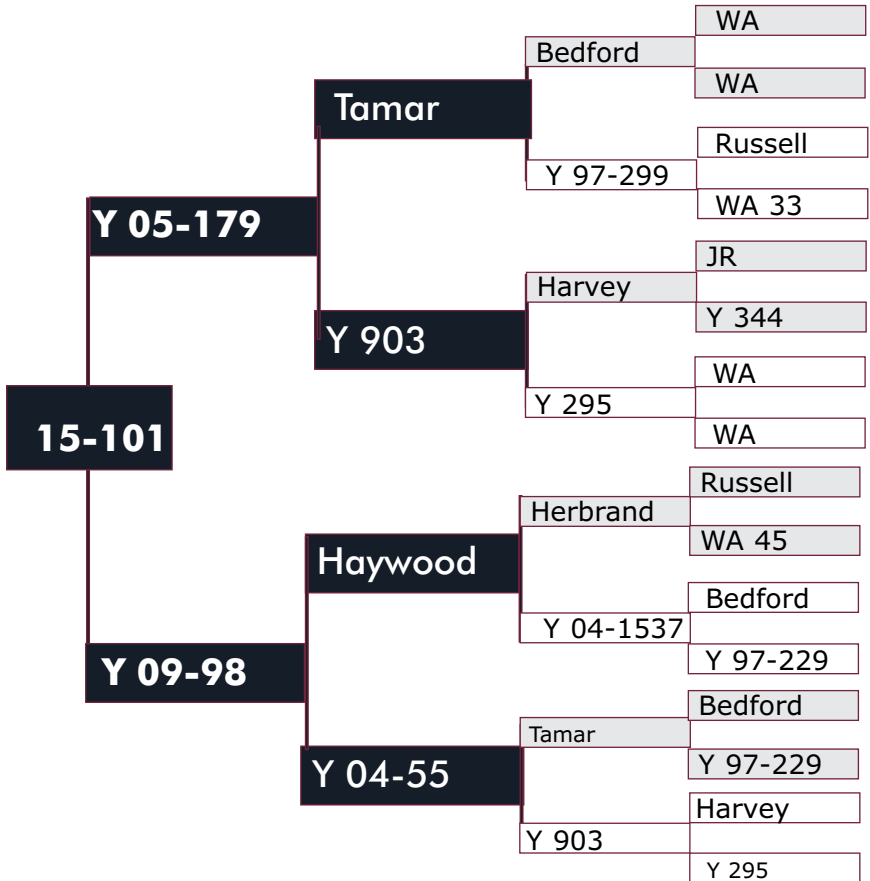 WA
Bedford
WA
Tamar
Russell
Y 97-299
WA 33
Y 05-179
JR
Harvey
Y 344
Y 903
WA
Y 295
WA
15-101
Russell
Herbrand
WA 45
Haywood
Bedford
Y 04-1537
Y 97-229
Y 09-98
Bedford
Tamar
Y 97-229
Y 04-55
Harvey
Y 903
Y 295